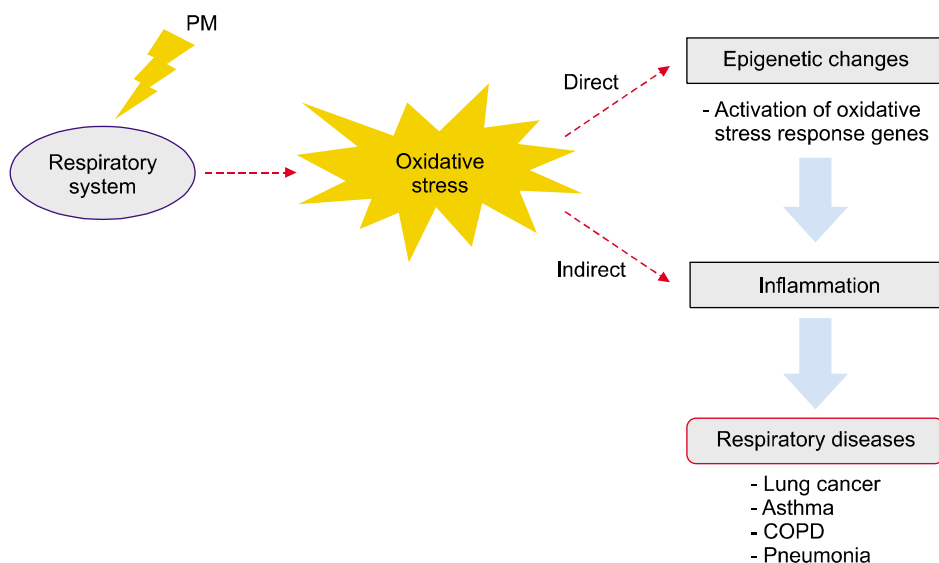 PM
Respiratory
system
Oxidative
stress
Direct
Indirect
Epigenetic changes
- Activation of oxidative
stress response genes
Inflammation
Respiratory diseases
- Lung cancer
- Asthma
- COPD
- Pneumonia